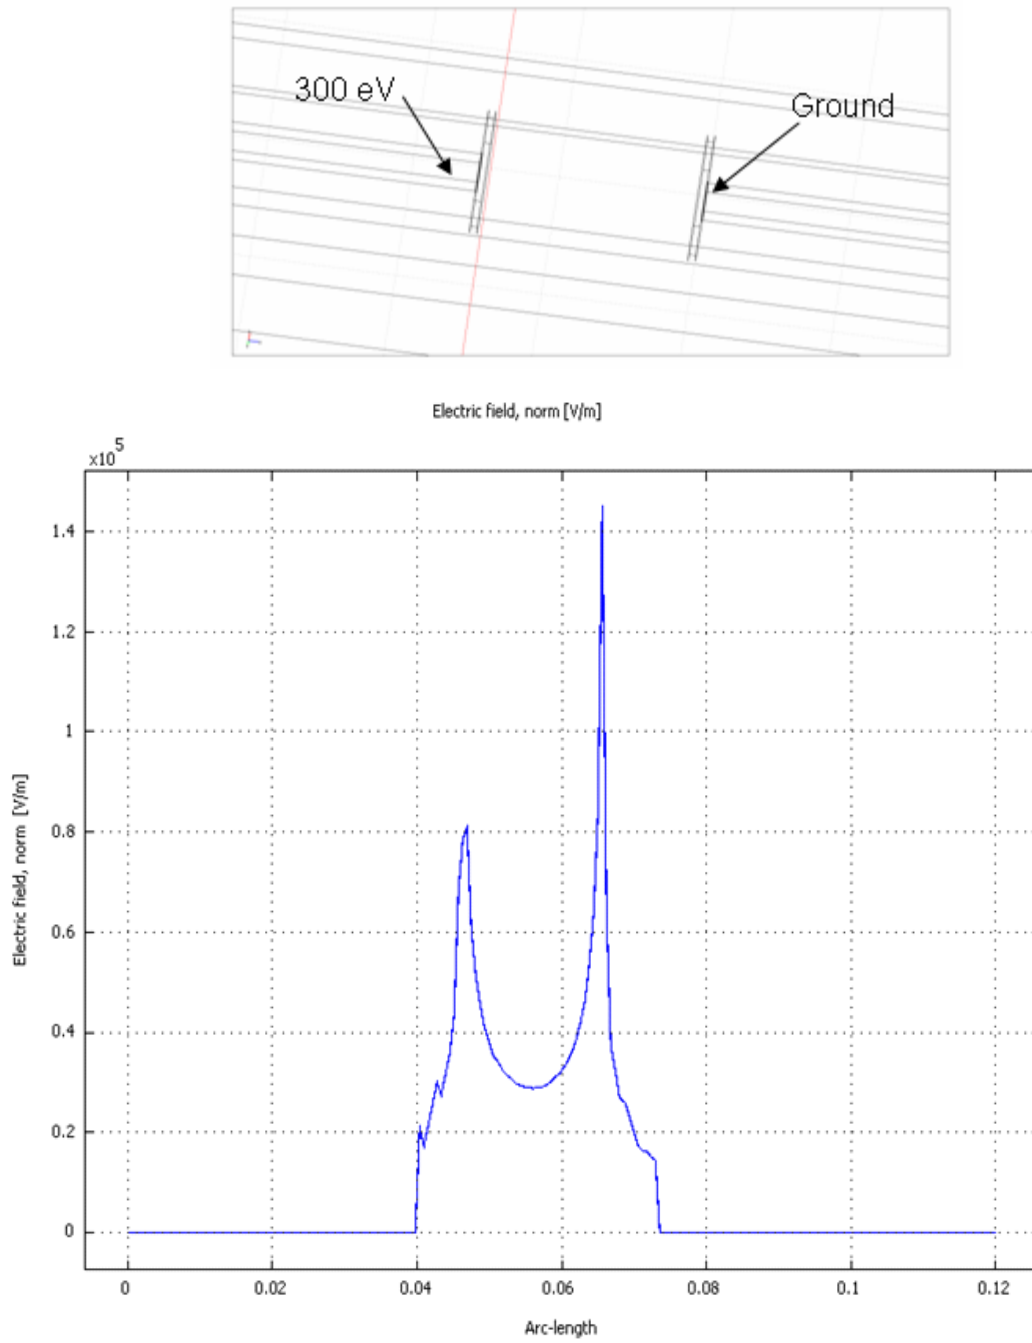 300 eV
Ground
Electric field, norm [V/m]
x10^5
1.4
1.2
1
0.8
0.6
0.4
0.2
0
Electric field, norm [V/m]
0
0.02
0.04
0.06
0.08
0.1
0.12
Arc-length